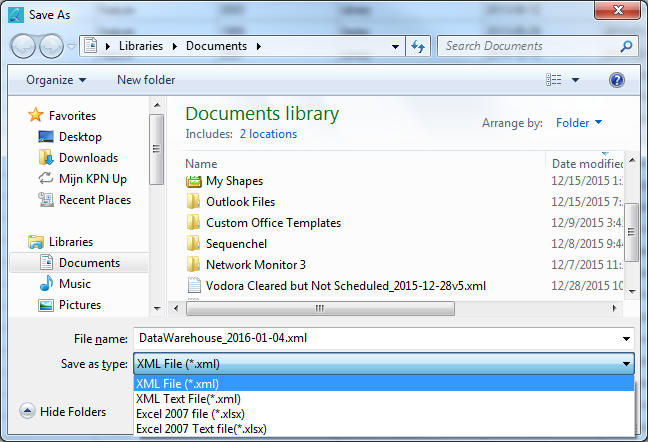 Save As
Libraries Documents
Search Documents
Organize New folder
Favorites
Desktop
Downloads
Mijn KPN Up
Recent Places
Libraries
Documents
Music
Pictures
Documents library
Includes: 2 locations
Arrange by: Folder
Name Date modified
My Shapes 12/15/2015 1:
Outlook Files 12/15/2015 7:
Custom Office Templates 12/9/2015 3:4
Sequenchel 12/8/2015 9:4
Network Monitor 3 12/7/2015 11:
Vodora Cleared but Not Scheduled_2015-12-28v5.xml 12/28/2015 10
File name: DataWarehouse_2016-01-04.xml
Save as type: XML File (*.xml)
XML File (*.xml)
XML Text File(*.xml)
Excel 2007 file (*.xlsx)
Excel 2007 Text file(*.xlsx)
Hide Folders